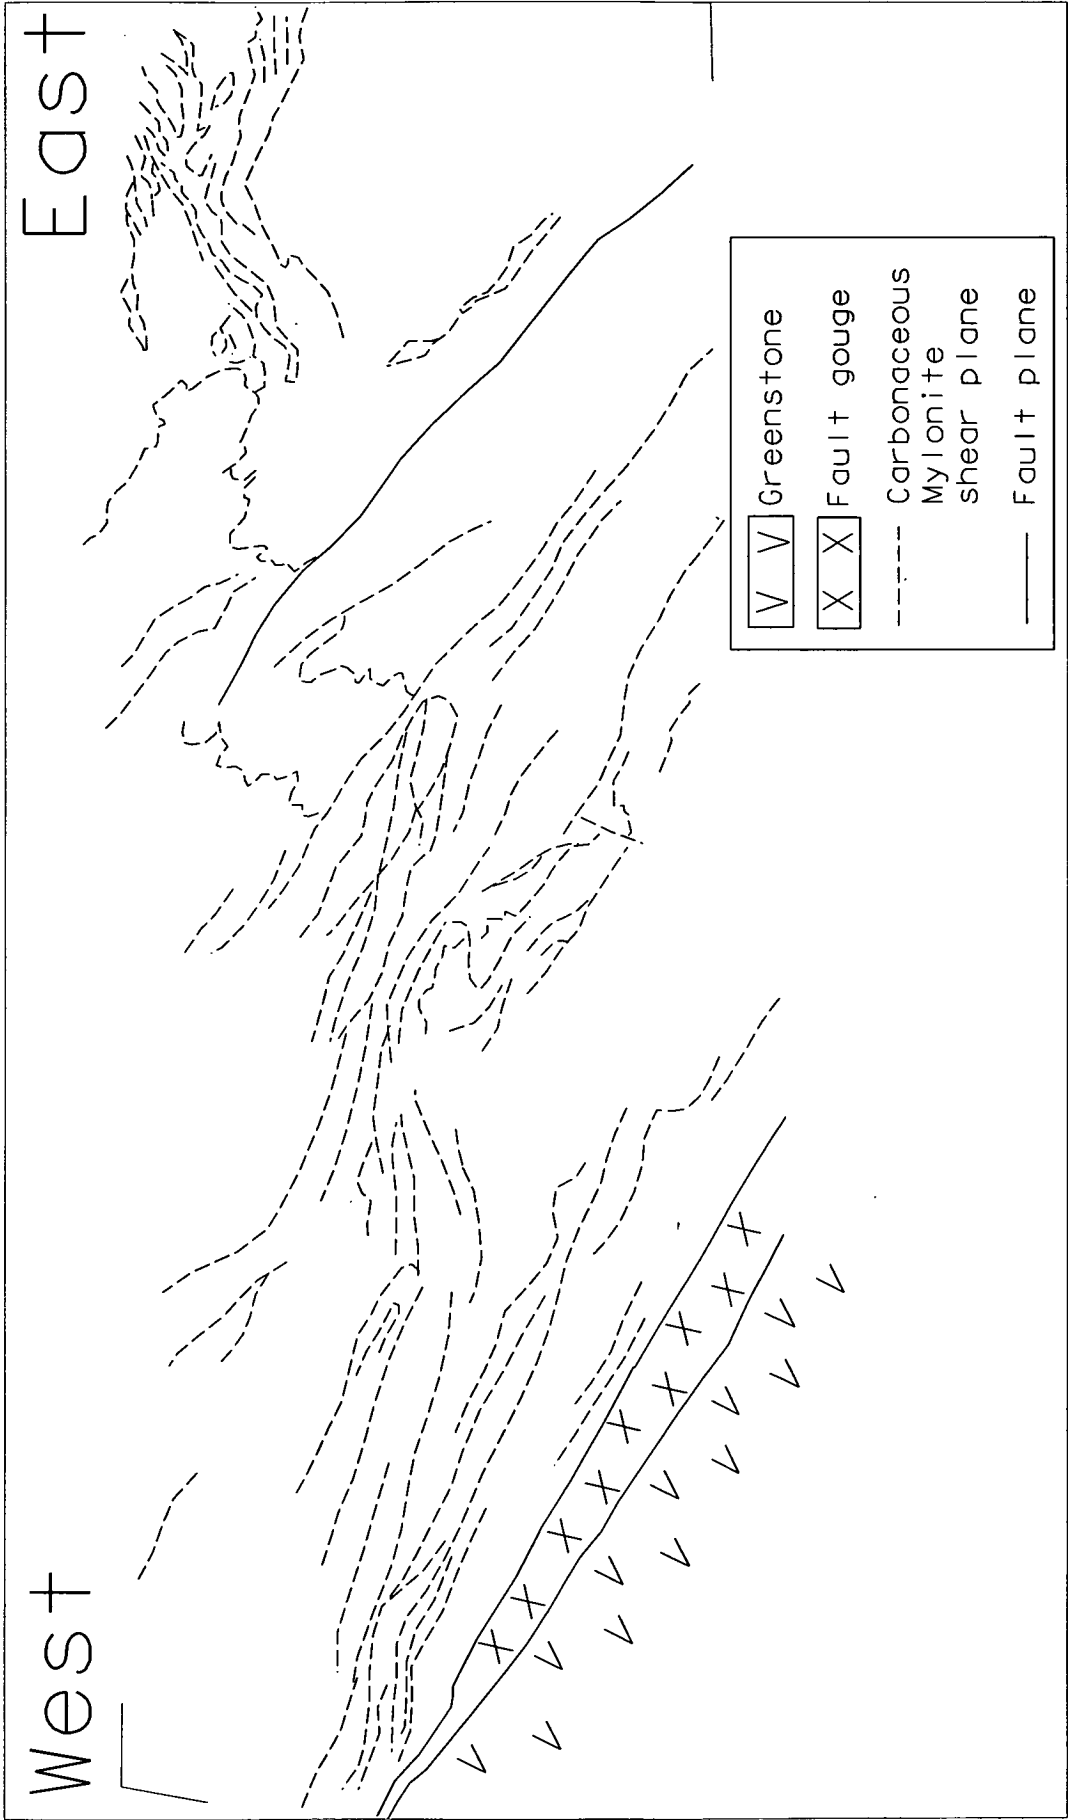 West
East
V V Greenstone
X X Fault gouge
Carbonaceous
Mylonite
shear plane
Fault plane
X X X X X X X X X
V V V V V V V V V V V V V